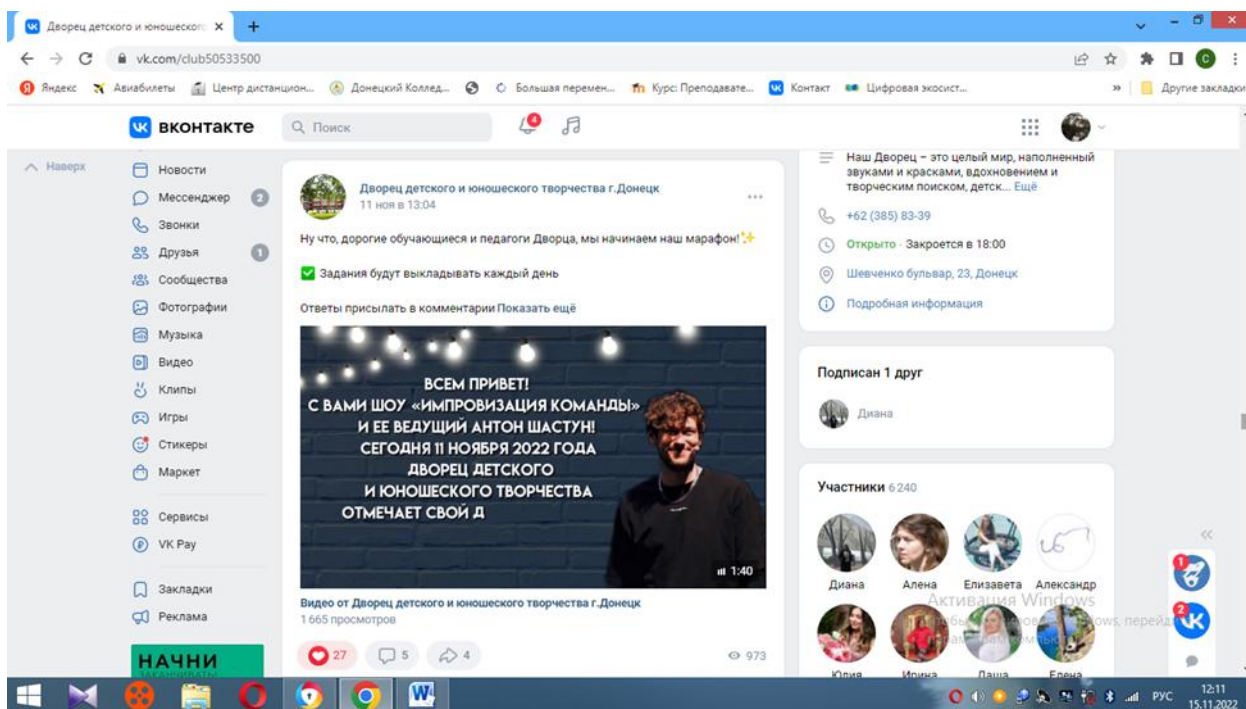 Дворец детского и юношеского
vk.com/club50533500
Яндекс Авиабилеты Центр дистанцион... Донецкий Коллед... Большая перемен... Курс: Преподавате... Контакт Цифровая экосист... » Другие закладки
ВКОНТАКТЕ Поиск 4
Наверх
Новости
Мессенджер 2
Звонки
Друзья 1
Сообщества
Фотографии
Музыка
Видео
Клипы
Игры
Стикеры
Маркет
Сервисы
VK Pay
Закладки
Реклама
НАЧНИ
Дворец детского и юношеского творчества г.Донецк
11 ноя в 13:04
Ну что, дорогие обучающиеся и педагоги Дворца, мы начинаем наш марафон!✨
✅ Задания будут выкладывать каждый день
Ответы присылать в комментарии Показать ещё
ВСЕМ ПРИВЕТ!
С ВАМИ ШОУ «ИМПРОВИЗАЦИЯ КОМАНДЫ»
И ЕЕ ВЕДУЩИЙ АНТОН ШАСТУН!
СЕГОДНЯ 11 НОЯБРЯ 2022 ГОДА
ДВОРЕЦ ДЕТСКОГО
И ЮНОШЕСКОГО ТВОРЧЕСТВА
ОТМЕЧАЕТ СВОЙ Д
1:40
Видео от Дворец детского и юношеского творчества г.Донецк
1 665 просмотров
27 5 4 973
Наш Дворец – это целый мир, наполненный
звуками и красками, вдохновением и
творческим поиском, детск... Ещё
+62 (385) 83-39
Открыто · Закроется в 18:00
Шевченко бульвар, 23, Донецк
Подробная информация
Подписан 1 друг
Диана
Участники 6 240
Диана Алена Елизавета Александр
Юлия Ирина Даша Елена
Активация Windows
1
2
РУС 12:11
15.11.2022